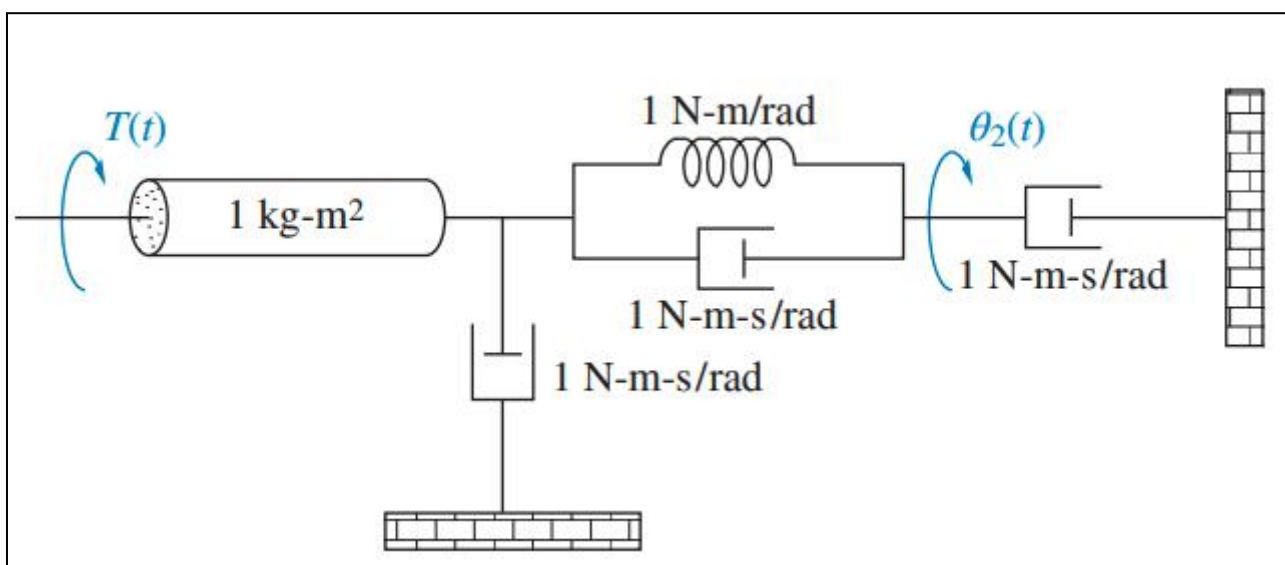 T(t)
1 kg-m²
1 N-m/rad
1 N-m-s/rad
θ₂(t)
1 N-m-s/rad
1 N-m-s/rad